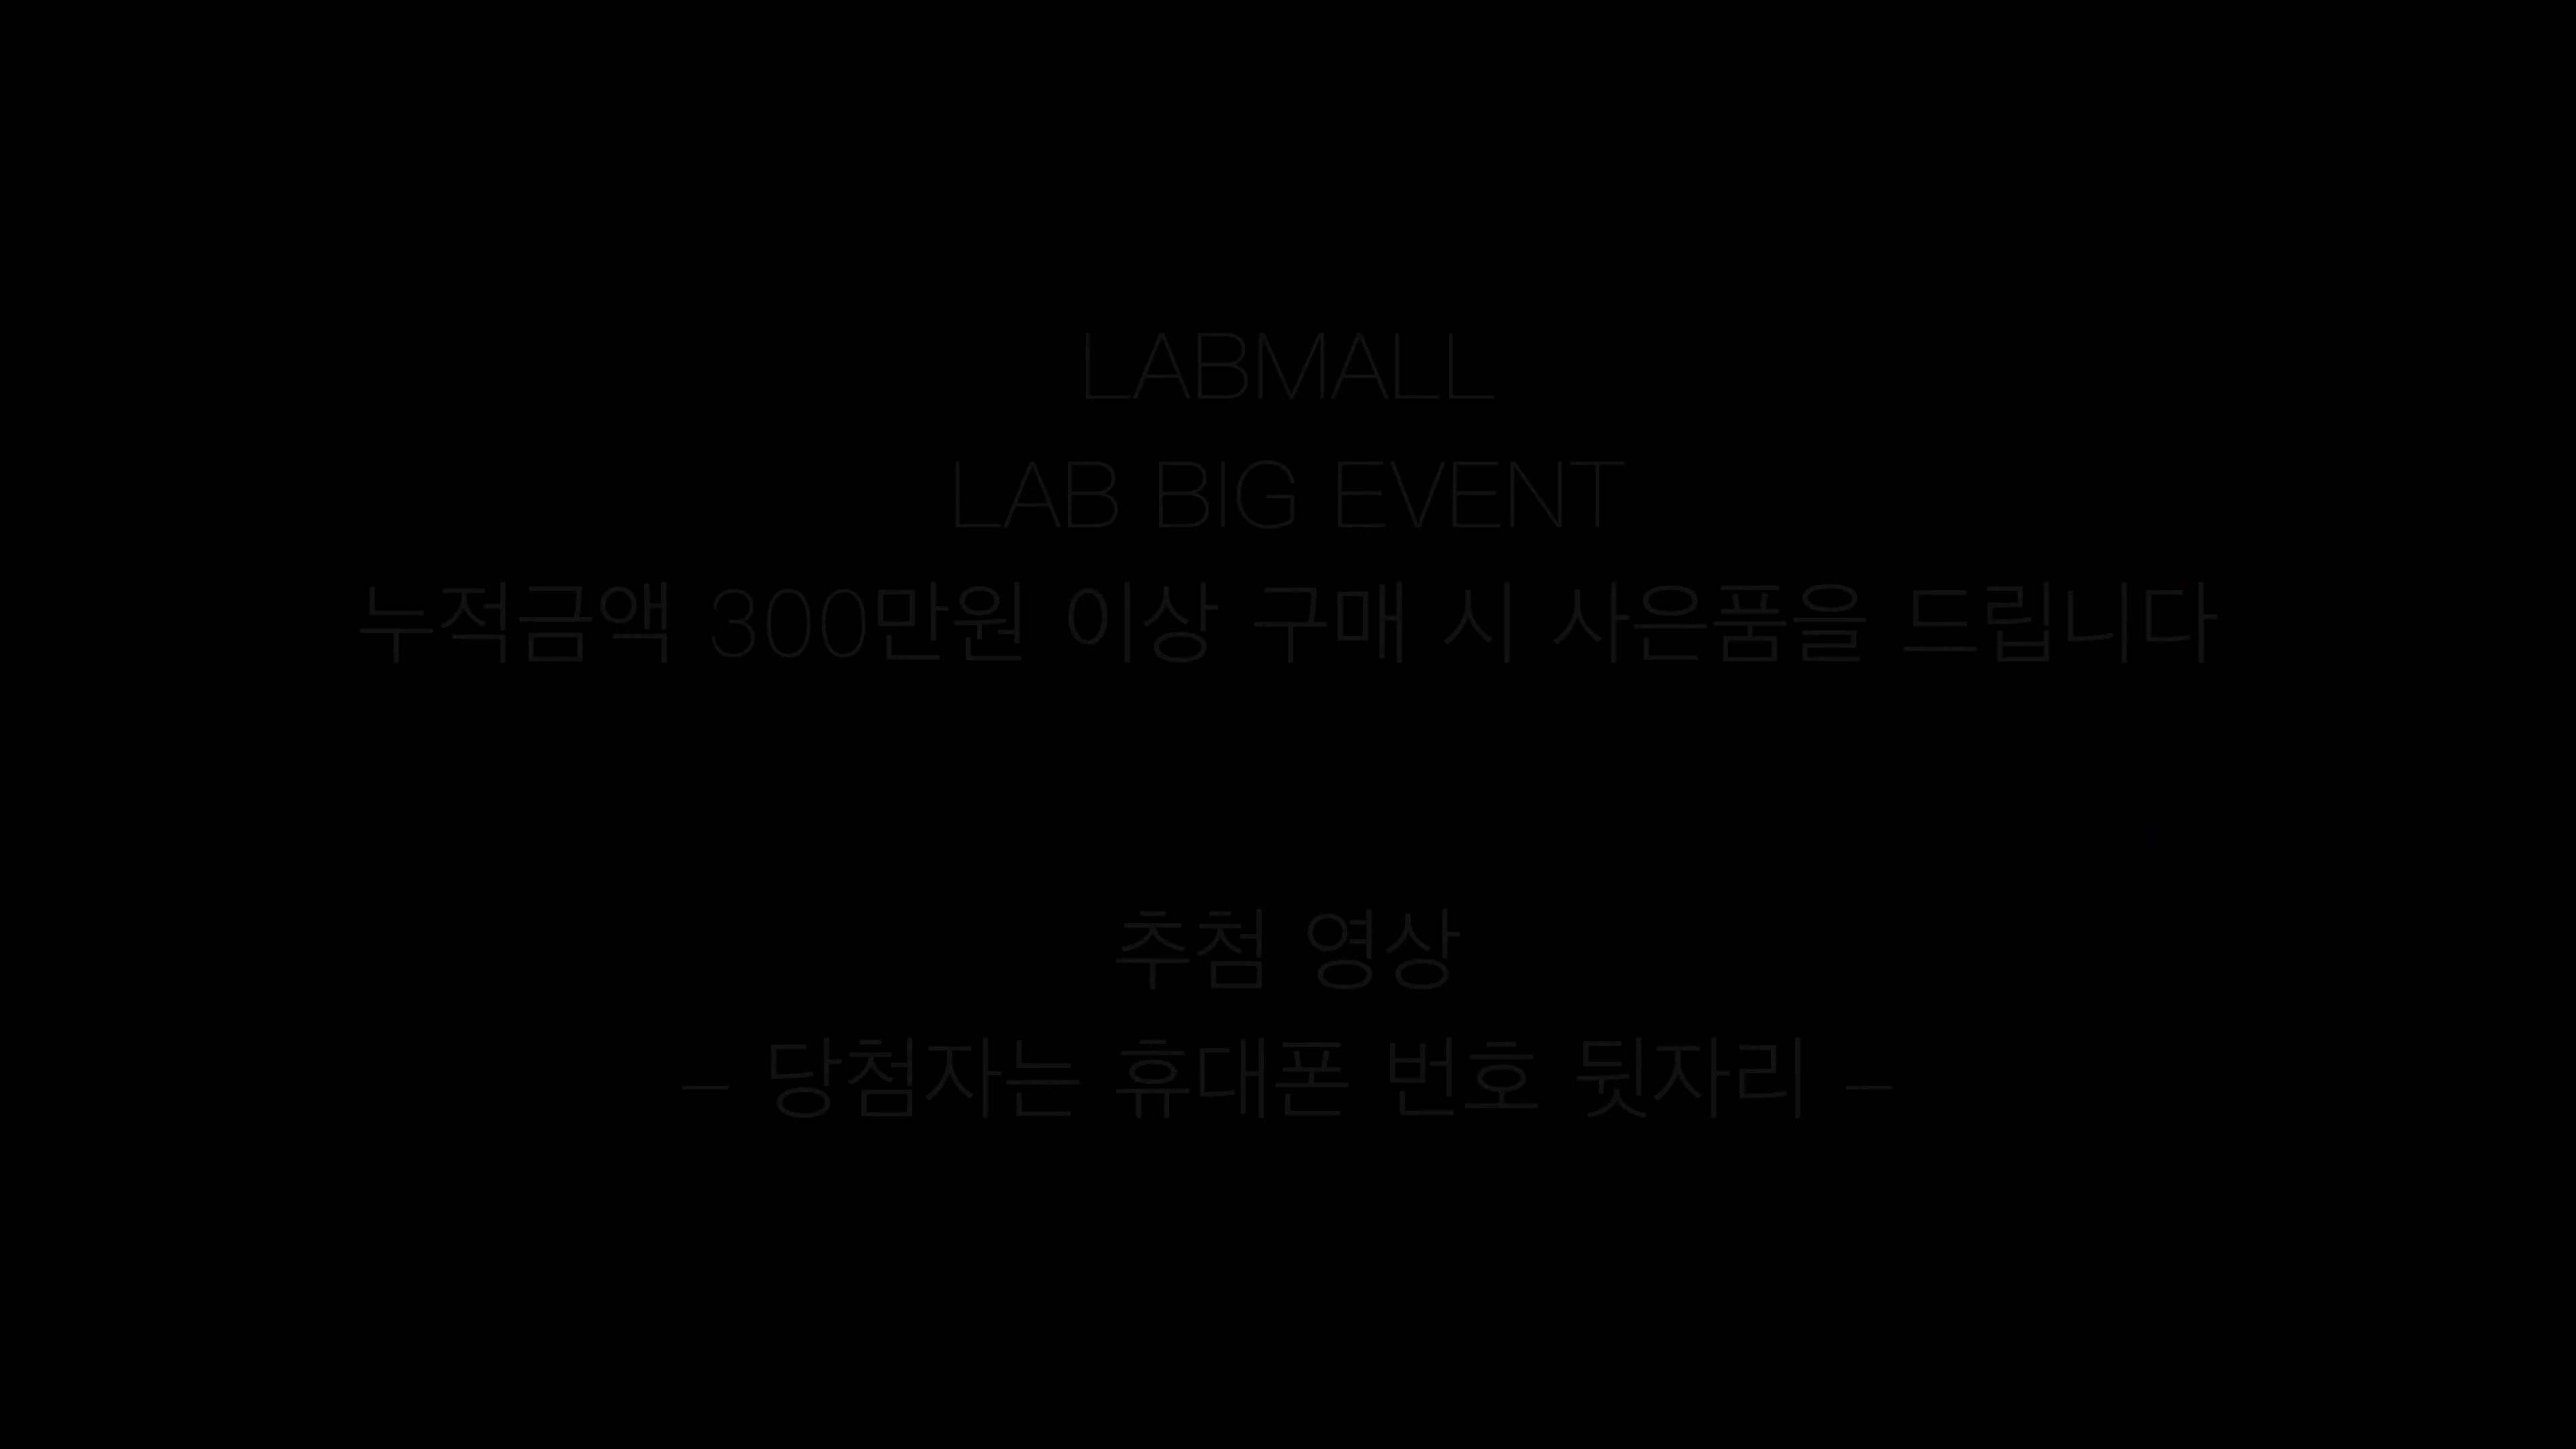 LABMALL
LAB BIG EVENT
누적금액 300만원 이상 구매 시 사은품을 드립니다
추첨 영상
- 당첨자는 휴대폰 번호 뒷자리 -